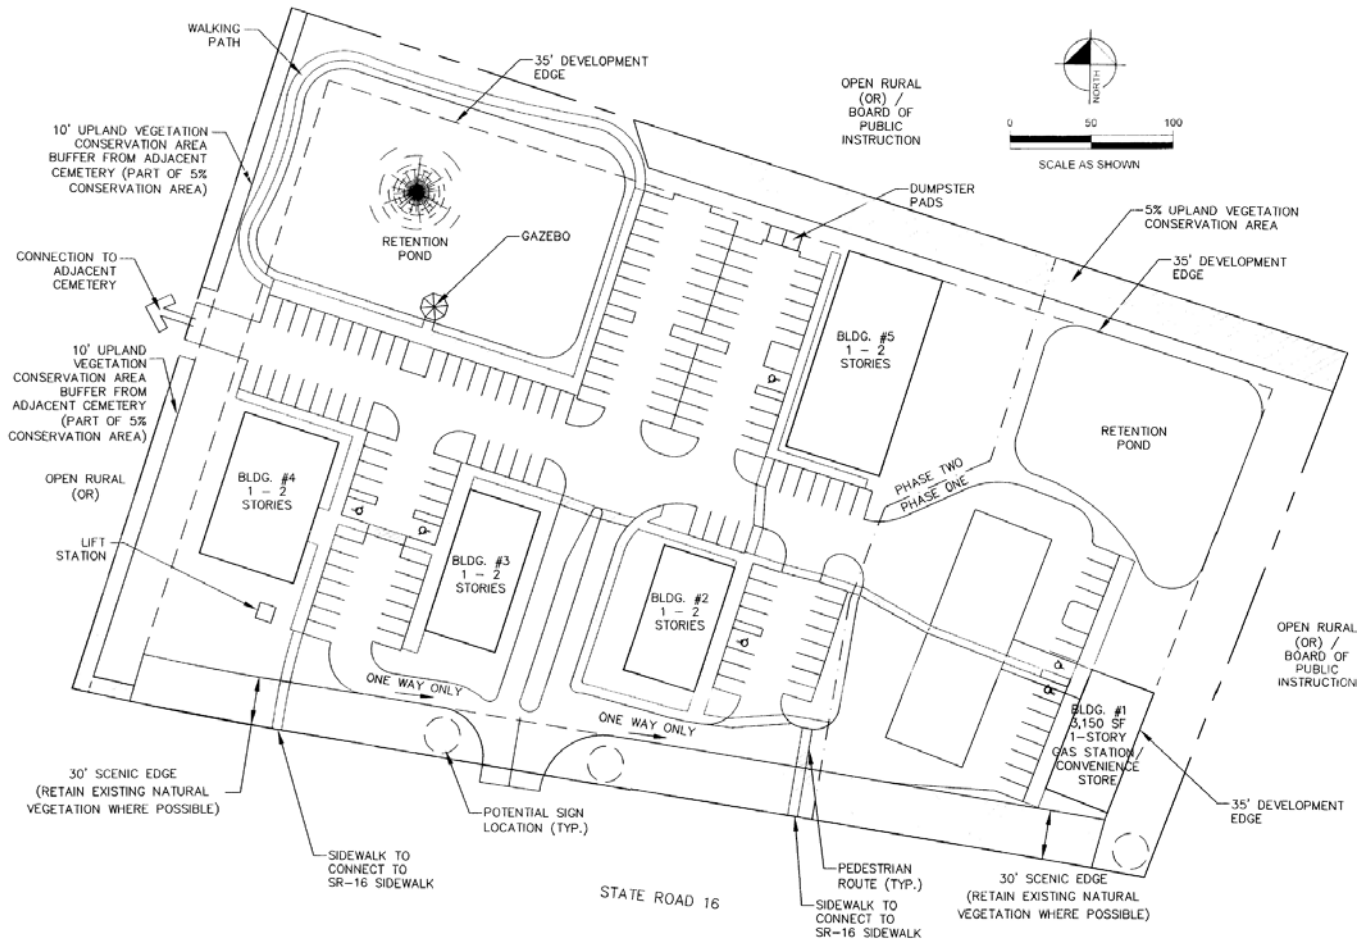 WALKING
PATH
35' DEVELOPMENT
EDGE
OPEN RURAL
(OR) /
BOARD OF
PUBLIC
INSTRUCTION
NORTH
0 50 100
SCALE AS SHOWN
10' UPLAND VEGETATION
CONSERVATION AREA
BUFFER FROM ADJACENT
CEMETERY (PART OF 5%
CONSERVATION AREA)
DUMPSTER
PADS
5% UPLAND VEGETATION
CONSERVATION AREA
RETENTION
POND
GAZEBO
CONNECTION TO
ADJACENT
CEMETERY
35' DEVELOPMENT
EDGE
BLDG. #5
1 - 2
STORIES
10' UPLAND
VEGETATION
CONSERVATION AREA
BUFFER FROM
ADJACENT CEMETERY
(PART OF 5%
CONSERVATION AREA)
RETENTION
POND
OPEN RURAL
(OR)
BLDG. #4
1 - 2
STORIES
PHASE TWO
PHASE ONE
LIFT
STATION
BLDG. #3
1 - 2
STORIES
BLDG. #2
1 - 2
STORIES
OPEN RURAL
(OR) /
BOARD OF
PUBLIC
INSTRUCTION
ONE WAY ONLY
ONE WAY ONLY
BLDG. #1
3,150 SF
1-STORY
GAS STATION/
CONVENIENCE
STORE
30' SCENIC EDGE
(RETAIN EXISTING NATURAL
VEGETATION WHERE POSSIBLE)
POTENTIAL SIGN
LOCATION (TYP.)
35' DEVELOPMENT
EDGE
SIDEWALK TO
CONNECT TO
SR-16 SIDEWALK
STATE ROAD 16
PEDESTRIAN
ROUTE (TYP.)
SIDEWALK TO
CONNECT TO
SR-16 SIDEWALK
30' SCENIC EDGE
(RETAIN EXISTING NATURAL
VEGETATION WHERE POSSIBLE)